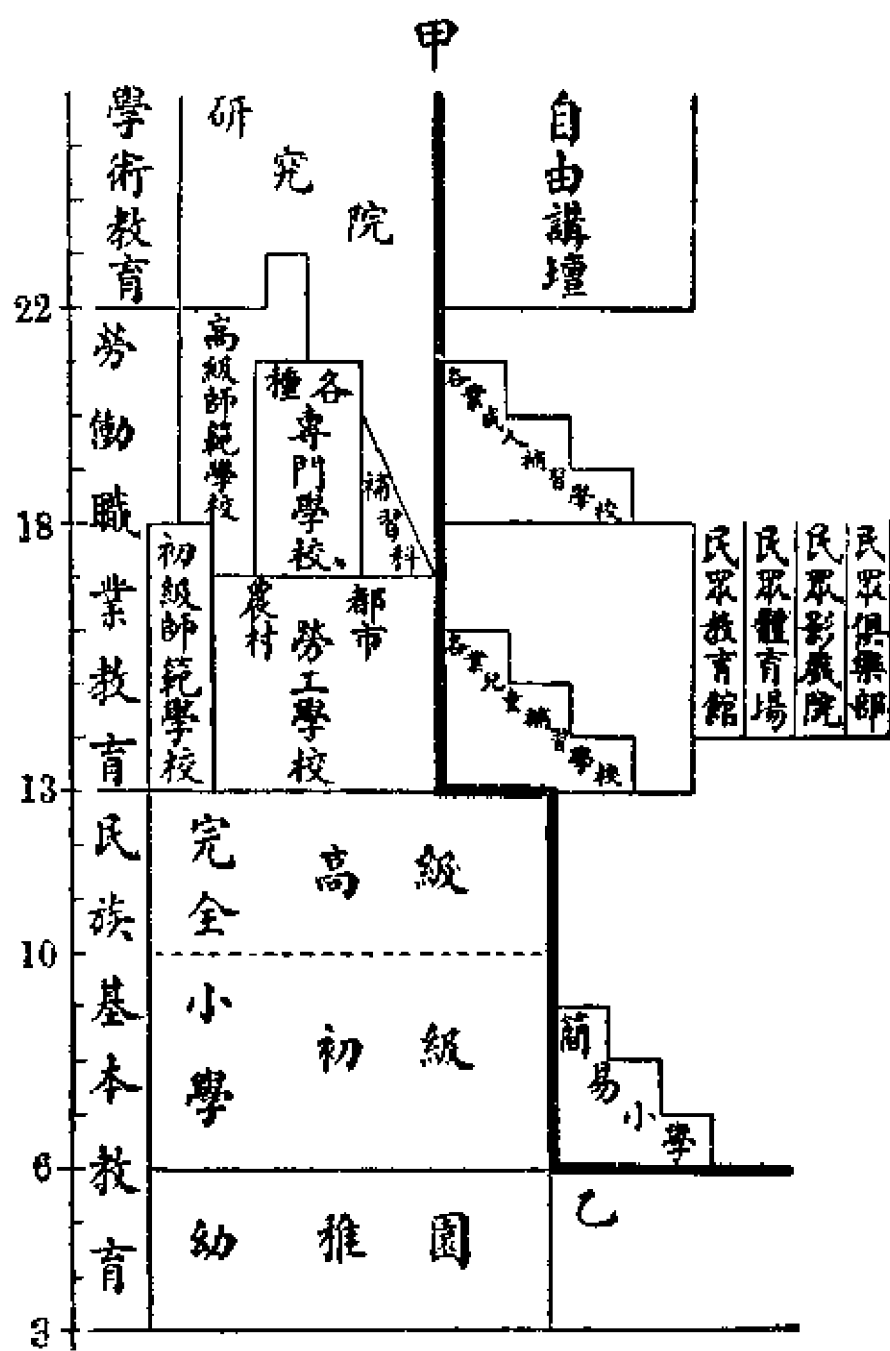 甲
學術教育
研究院
自由講壇
22
勞働職業教育
高級師範學校
各種專門學校、
補習科
各業成人補習學校
18
初級師範學校
都市
農村
勞工學校
各業兒童補習學校
民眾教育館
民眾體育場
民眾影戲院
民眾俱樂部
13
民族基本教育
完全小學
高級
10
初級
簡易小學
6
乙
幼稚園
3